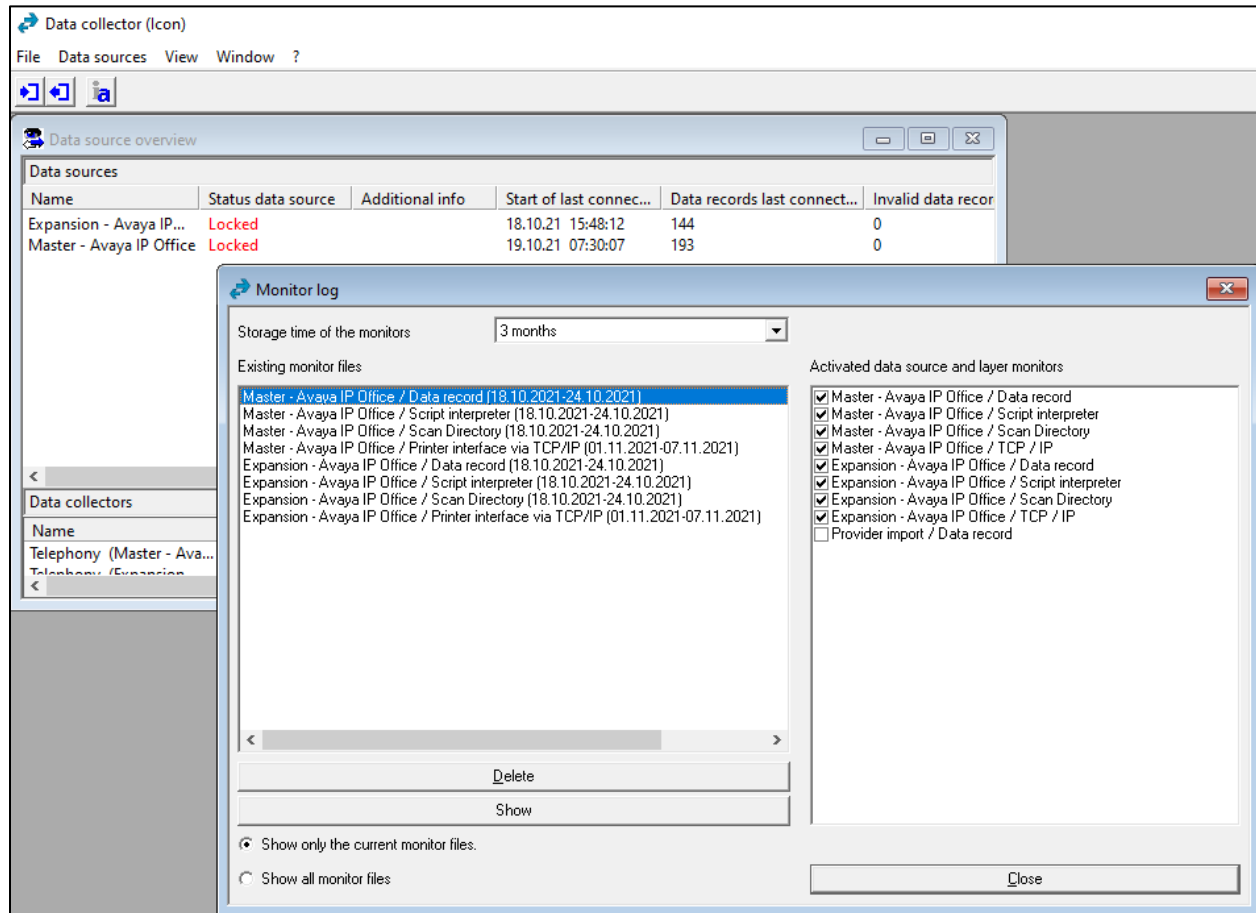 Data collector (Icon)
File Data sources View Window ?
Data source overview
Data sources
Name Status data source Additional info Start of last connec... Data records last connect... Invalid data recor
Expansion - Avaya IP... Locked 18.10.21 15:48:12 144 0
Master - Avaya IP Office Locked 19.10.21 07:30:07 193 0
Data collectors
Name
Telephony (Master - Ava...
Telephony (Expansion
Monitor log
Storage time of the monitors 3 months
Existing monitor files
Master - Avaya IP Office / Data record (18.10.2021-24.10.2021)
Master - Avaya IP Office / Script interpreter (18.10.2021-24.10.2021)
Master - Avaya IP Office / Scan Directory (18.10.2021-24.10.2021)
Master - Avaya IP Office / Printer interface via TCP/IP (01.11.2021-07.11.2021)
Expansion - Avaya IP Office / Data record (18.10.2021-24.10.2021)
Expansion - Avaya IP Office / Script interpreter (18.10.2021-24.10.2021)
Expansion - Avaya IP Office / Scan Directory (18.10.2021-24.10.2021)
Expansion - Avaya IP Office / Printer interface via TCP/IP (01.11.2021-07.11.2021)
Delete
Show
Show only the current monitor files.
Show all monitor files
Activated data source and layer monitors
Master - Avaya IP Office / Data record
Master - Avaya IP Office / Script interpreter
Master - Avaya IP Office / Scan Directory
Master - Avaya IP Office / TCP / IP
Expansion - Avaya IP Office / Data record
Expansion - Avaya IP Office / Script interpreter
Expansion - Avaya IP Office / Scan Directory
Expansion - Avaya IP Office / TCP / IP
Provider import / Data record
Close